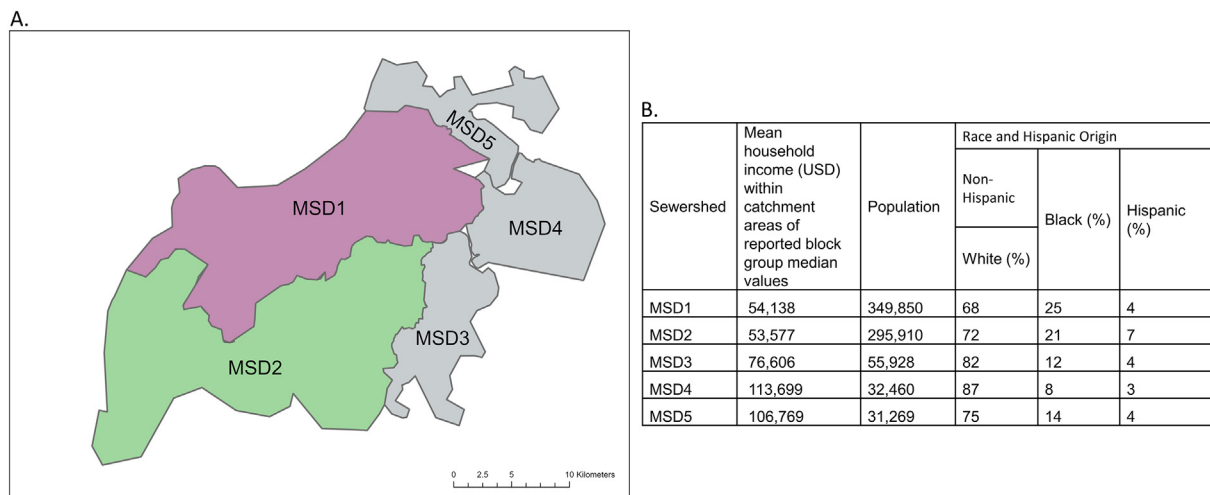 A.
MSD5
MSD1
MSD4
MSD3
MSD2
0 2.5 5 10 Kilometers
B.
Sewershed
Mean
household
income (USD)
within
catchment
areas of
reported block
group median
values
Population
Race and Hispanic Origin
Non-
Hispanic
White (%)
Black (%)
Hispanic
(%)
MSD1 54,138 349,850 68 25 4
MSD2 53,577 295,910 72 21 7
MSD3 76,606 55,928 82 12 4
MSD4 113,699 32,460 87 8 3
MSD5 106,769 31,269 75 14 4